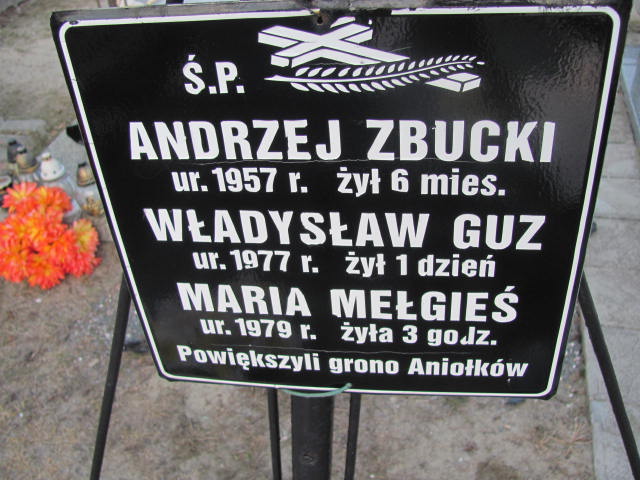 Ś.P.
ANDRZEJ ZBUCKI
ur. 1957 r. żył 6 mies.
WŁADYSŁAW GUZ
ur. 1977 r. żył 1 dzień
MARIA MEŁGIEŚ
ur. 1979 r. żyła 3 godz.
Powiększyli grono Aniołków